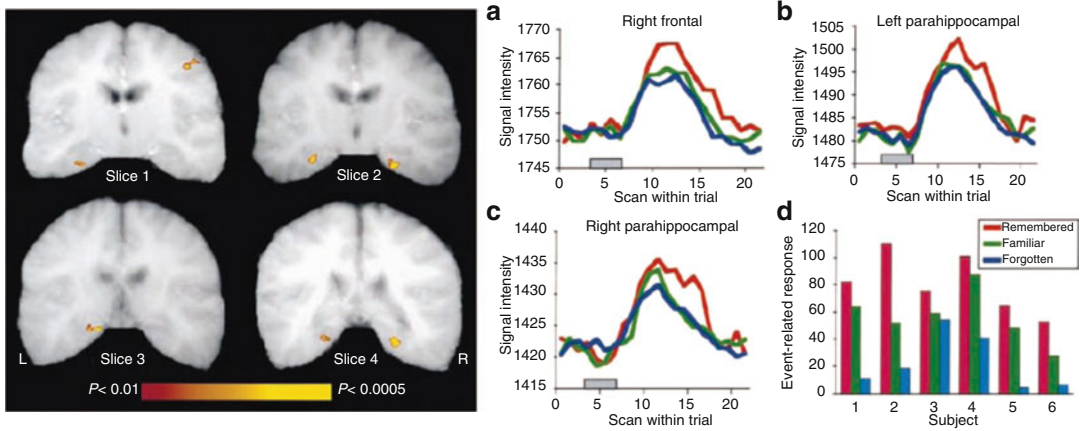 Slice 1
Slice 2
Slice 3
Slice 4
L
R
P< 0.01
P< 0.0005
a
Right frontal
Signal intensity
1770
1765
1760
1755
1750
1745
0 5 10 15 20
Scan within trial
b
Left parahippocampal
Signal intensity
1505
1500
1495
1490
1485
1480
1475
0 5 10 15 20
Scan within trial
c
Right parahippocampal
Signal intensity
1440
1435
1430
1425
1420
1415
0 5 10 15 20
Scan within trial
d
Remembered
Familiar
Forgotten
Event-related response
120
100
80
60
40
20
0
1 2 3 4 5 6
Subject